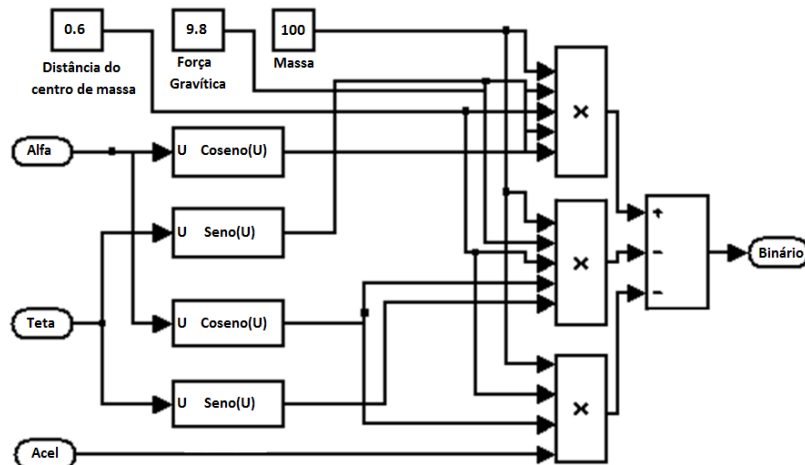 0.6
9.8
100
Distância do
centro de massa
Força
Gravítica
Massa
×
Alfa
U Coseno(U)
U Seno(U)
×
+
-
-
Binário
Teta
U Coseno(U)
U Seno(U)
×
Acel